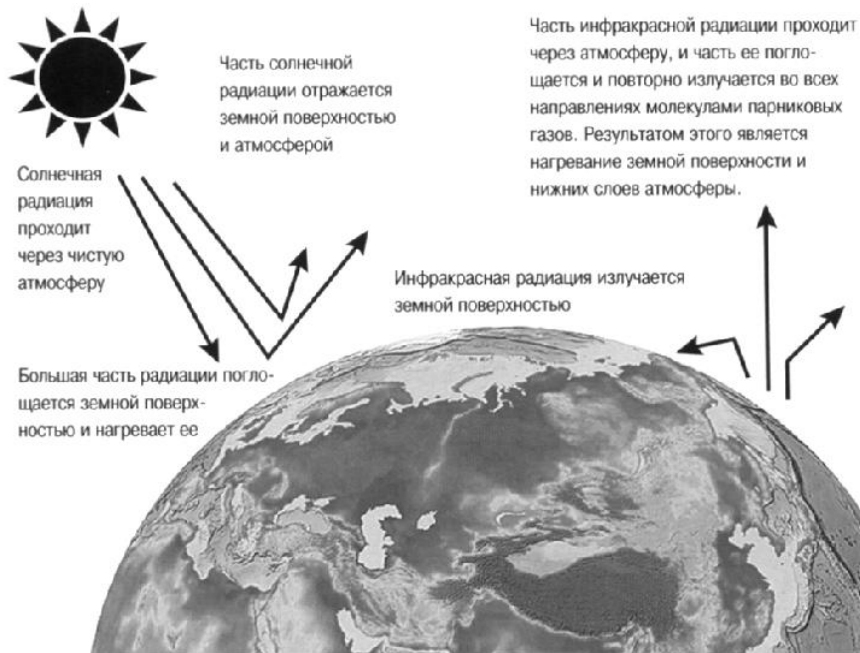 Солнечная
радиация
проходит
через чистую
атмосферу
Часть солнечной
радиации отражается
земной поверхностью
и атмосферой
Часть инфракрасной радиации проходит
через атмосферу, и часть ее погло-
щается и повторно излучается во всех
направлениях молекулами парниковых
газов. Результатом этого является
нагревание земной поверхности и
нижних слоев атмосферы.
Инфракрасная радиация излучается
земной поверхностью
Большая часть радиации погло-
щается земной поверх-
ностью и нагревает ее